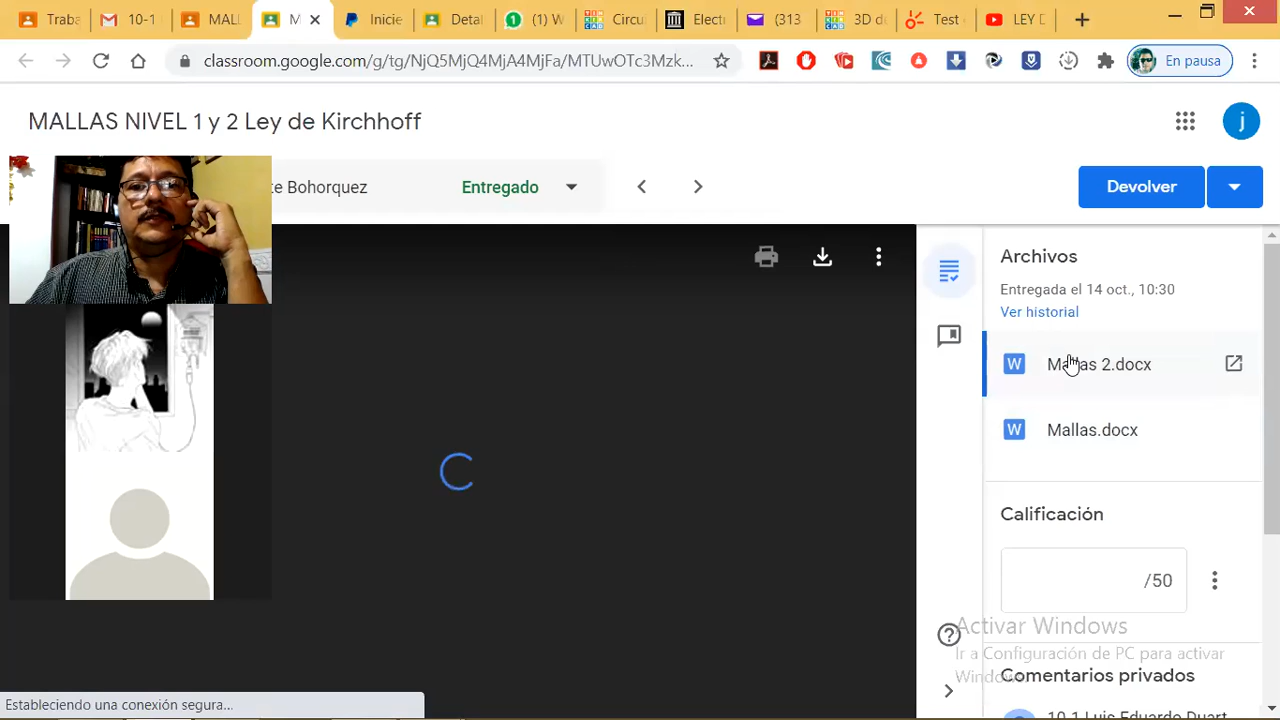 Traba
10-1
MALL
M
Inicie
Detal
(1) W
Circu
Electr
(313
3D d
Test
LEY D
classroom.google.com/g/tg/NjQ5MjQ4MjA4MjFa/MTUwOTc3Mzk...
En pausa
MALLAS NIVEL 1 y 2 Ley de Kirchhoff
j
te Bohorquez
Entregado
Devolver
Archivos
Entregada el 14 oct., 10:30
Ver historial
W Mallas 2.docx
W Mallas.docx
Calificación
/50
Activar Windows
Ir a Configuración de PC para activar
Windows.
Comentarios privados
10-1 Luis Eduardo Duart
Estableciendo una conexión segura...